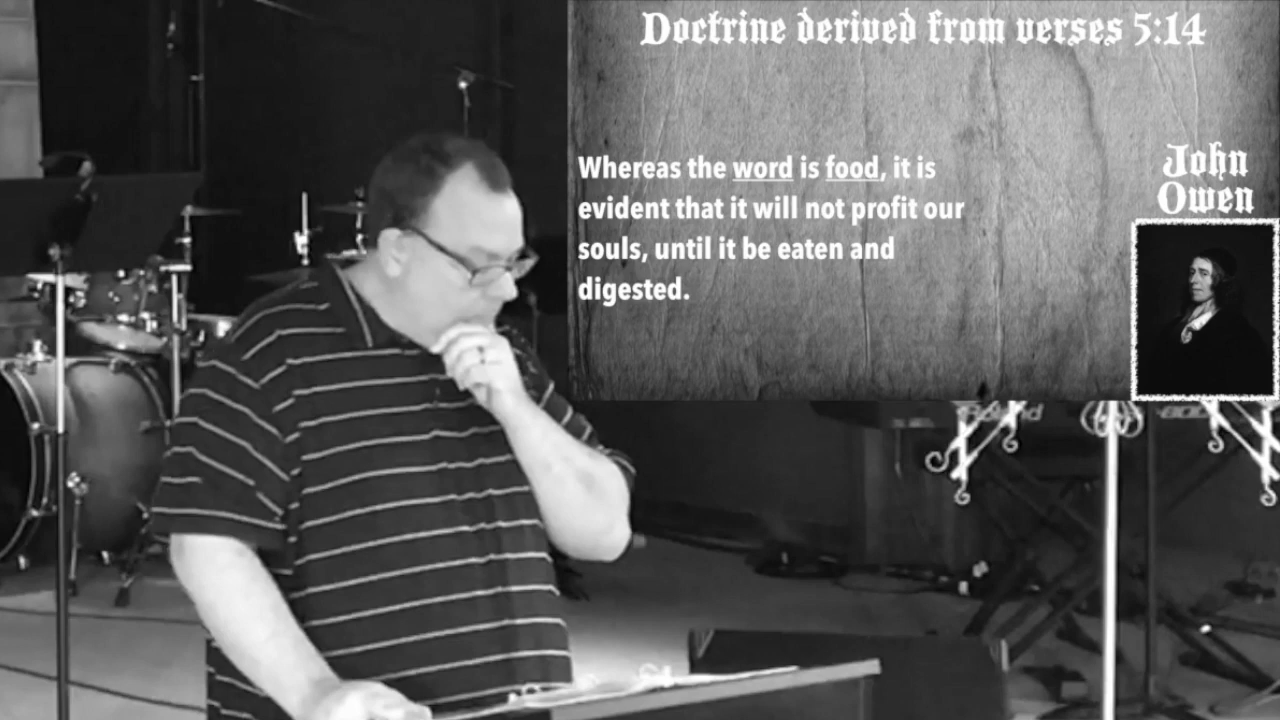 Doctrine derived from verses 5:14
Whereas the word is food, it is
evident that it will not profit our
souls, until it be eaten and
digested.
John
Owen
Roland